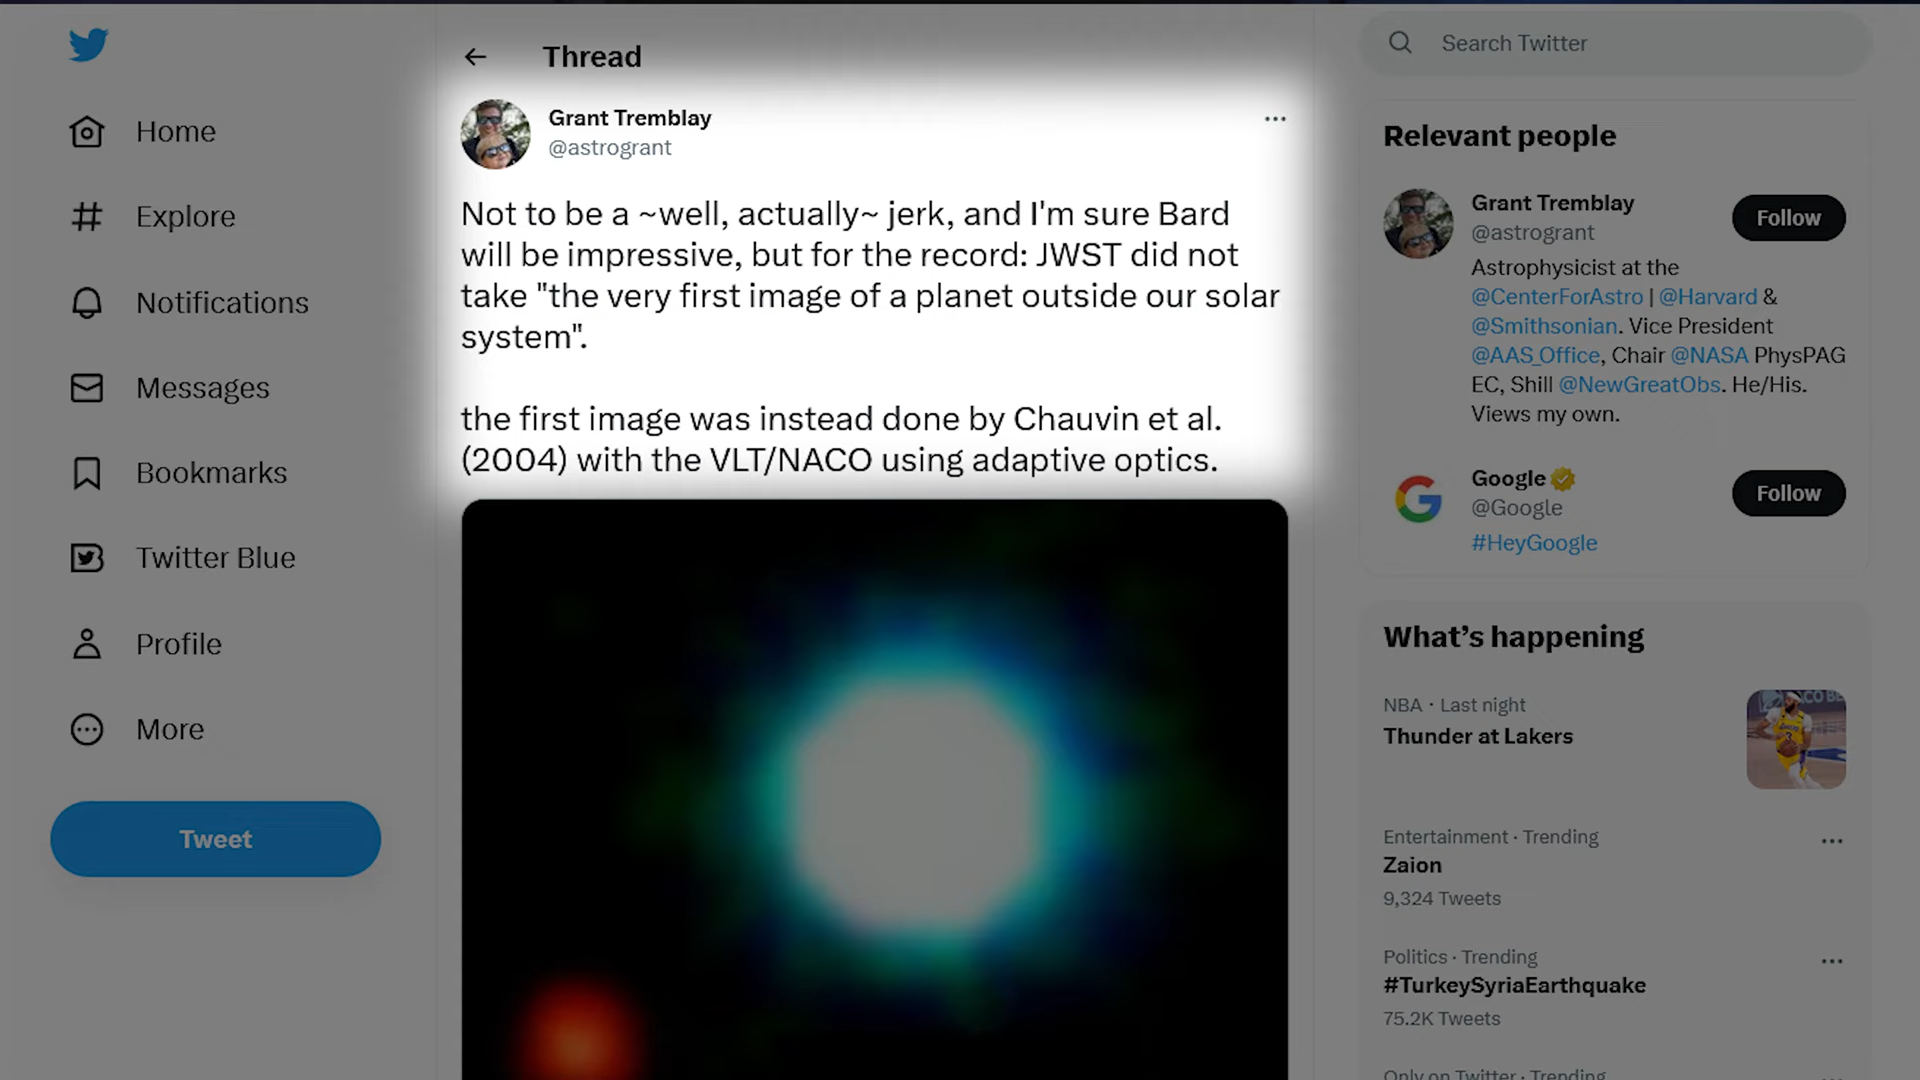 Home
Explore
Notifications
Messages
Bookmarks
Twitter Blue
Profile
More
Tweet
Thread
Grant Tremblay
@astrogrant
Not to be a ~well, actually~ jerk, and I'm sure Bard
will be impressive, but for the record: JWST did not
take "the very first image of a planet outside our solar
system".
the first image was instead done by Chauvin et al.
(2004) with the VLT/NACO using adaptive optics.
Search Twitter
Relevant people
Grant Tremblay
@astrogrant
Follow
Astrophysicist at the
@CenterForAstro | @Harvard &
@Smithsonian. Vice President
@AAS_Office, Chair @NASA PhysPAG
EC, Shill @NewGreatObs. He/His.
Views my own.
Google
@Google
Follow
#HeyGoogle
What's happening
NBA · Last night
Thunder at Lakers
Entertainment · Trending
Zaion
9,324 Tweets
Politics · Trending
#TurkeySyriaEarthquake
75.2K Tweets
Only on Twitter · Trending